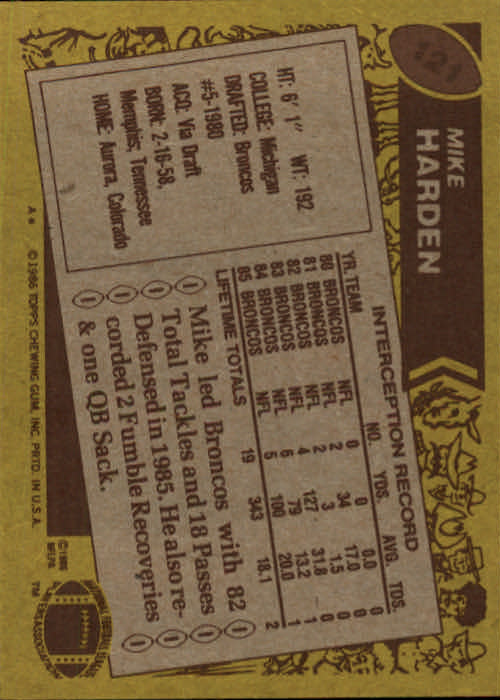 121
MIKE
HARDEN
HT: 6' 1" WT: 192
COLLEGE: Michigan
DRAFTED: Broncos
#5-1980
ACQ: Via Draft
BORN: 2-16-58,
Memphis, Tennessee
HOME: Aurora, Colorado
INTERCEPTION RECORD
YR. TEAM NO. YDS. AVG. TDS.
80 BRONCOS NFL 0 0 0.0 0
81 BRONCOS NFL 2 34 17.0 0
82 BRONCOS NFL 2 3 1.5 0
83 BRONCOS NFL 4 127 31.8 0
84 BRONCOS NFL 6 79 13.2 1
85 BRONCOS NFL 5 100 20.0 1
LIFETIME TOTALS 19 343 18.1 2
Mike led Broncos with 82
Total Tackles and 18 Passes
Defensed in 1985. He also re-
corded 2 Fumble Recoveries
& one QB Sack.
A* © 1986 TOPPS CHEWING GUM, INC. PRTD. IN U.S.A.
© 1986
NFLPA
TM